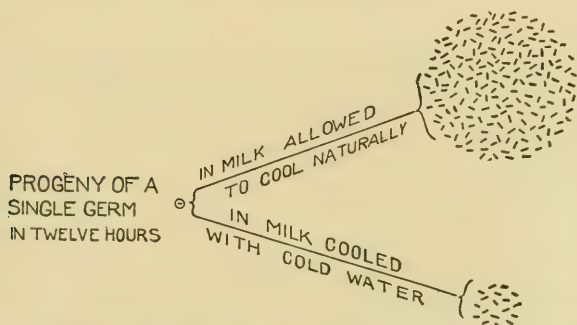 PROGENY OF A
SINGLE GERM
IN TWELVE HOURS
IN MILK ALLOWED
TO COOL NATURALLY
IN MILK COOLED
WITH COLD WATER